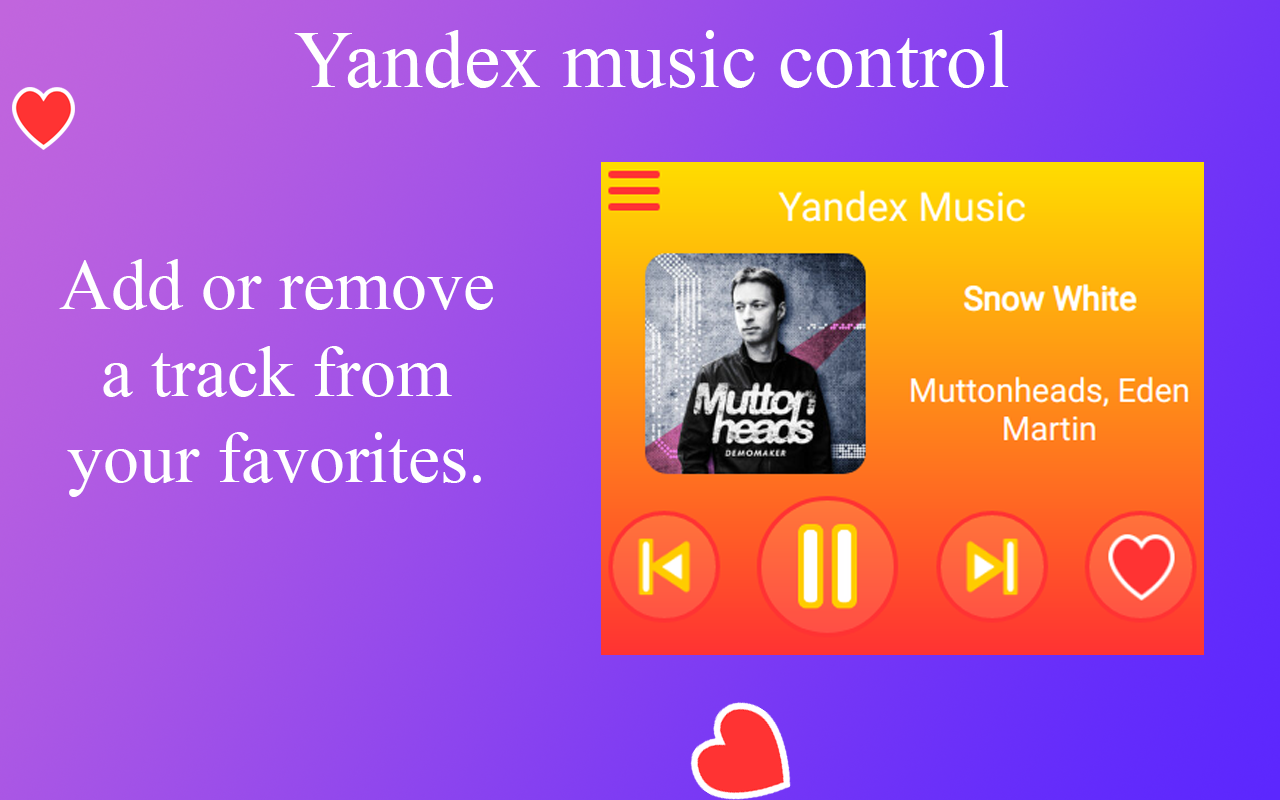 Yandex music control
Add or remove
a track from
your favorites.
Yandex Music
Mutton
heads
DEMOMAKER
Snow White
Muttonheads, Eden
Martin